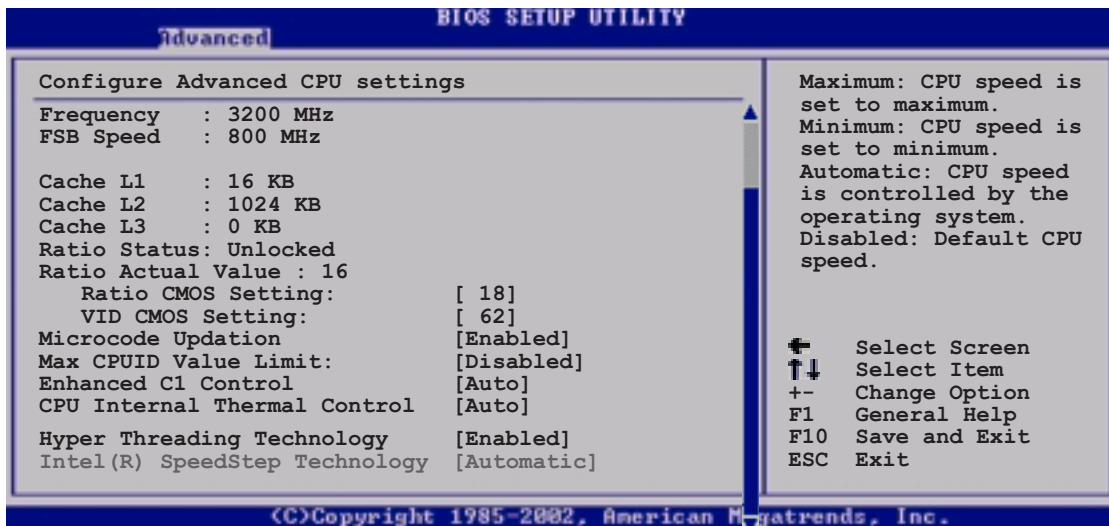 BIOS SETUP UTILITY
Advanced
Configure Advanced CPU settings
Frequency : 3200 MHz
FSB Speed : 800 MHz
Cache L1 : 16 KB
Cache L2 : 1024 KB
Cache L3 : 0 KB
Ratio Status: Unlocked
Ratio Actual Value : 16
Ratio CMOS Setting: [ 18]
VID CMOS Setting: [ 62]
Microcode Updation [Enabled]
Max CPUID Value Limit: [Disabled]
Enhanced C1 Control [Auto]
CPU Internal Thermal Control [Auto]
Hyper Threading Technology [Enabled]
Intel(R) SpeedStep Technology [Automatic]
Maximum: CPU speed is
set to maximum.
Minimum: CPU speed is
set to minimum.
Automatic: CPU speed
is controlled by the
operating system.
Disabled: Default CPU
speed.
← Select Screen
↑↓ Select Item
+- Change Option
F1 General Help
F10 Save and Exit
ESC Exit
(C)Copyright 1985-2002, American Megatrends, Inc.